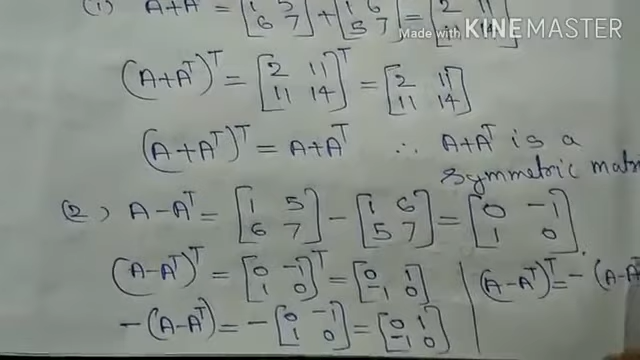 (i) A+Aᵀ = [1 5; 6 7] + [1 6; 5 7] = [2 11; 11 14]
Made with KINEMASTER
(A+Aᵀ)ᵀ = [2 11; 11 14]ᵀ = [2 11; 11 14]
(A+Aᵀ)ᵀ = A+Aᵀ ∴ A+Aᵀ is a
symmetric matri
(2) A-Aᵀ = [1 5; 6 7] - [1 6; 5 7] = [0 -1; 1 0].
(A-Aᵀ)ᵀ = [0 -1; 1 0]ᵀ = [0 1; -1 0] | (A-Aᵀ)ᵀ = -(A-Aᵀ
-(A-Aᵀ) = -[0 -1; 1 0] = [0 1; -1 0]